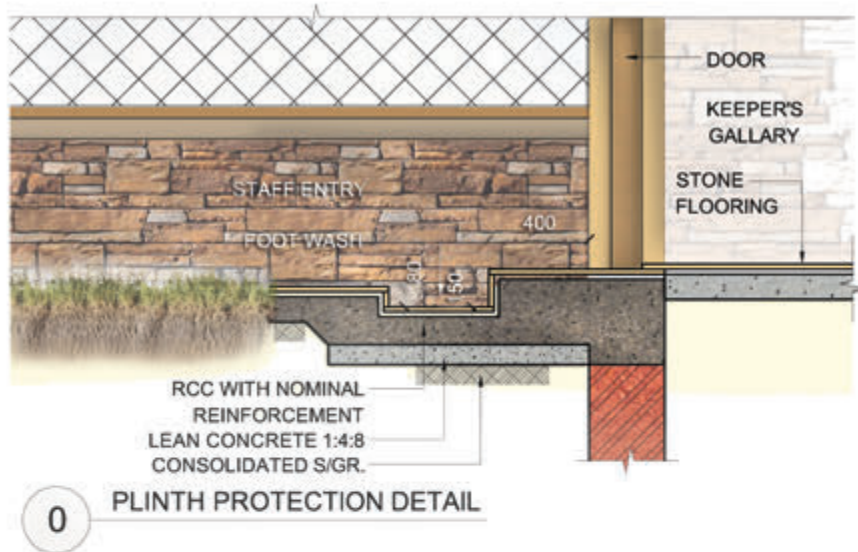 DOOR
KEEPER'S
GALLARY
STONE
FLOORING
STAFF ENTRY
400
FOOT WASH
80
50
RCC WITH NOMINAL
REINFORCEMENT
LEAN CONCRETE 1:4:8
CONSOLIDATED S/GR.
0
PLINTH PROTECTION DETAIL